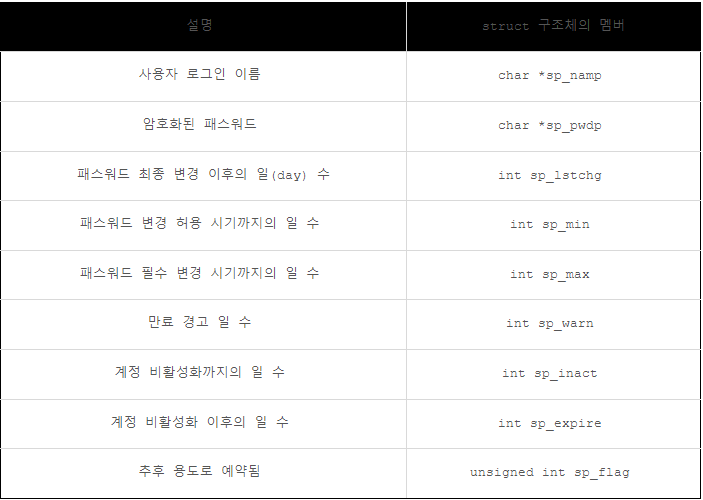 설명 struct 구조체의 멤버
사용자 로그인 이름 char *sp_namp
암호화된 패스워드 char *sp_pwdp
패스워드 최종 변경 이후의 일(day) 수 int sp_lstchg
패스워드 변경 허용 시기까지의 일 수 int sp_min
패스워드 필수 변경 시기까지의 일 수 int sp_max
만료 경고 일 수 int sp_warn
계정 비활성화까지의 일 수 int sp_inact
계정 비활성화 이후의 일 수 int sp_expire
추후 용도로 예약됨 unsigned int sp_flag